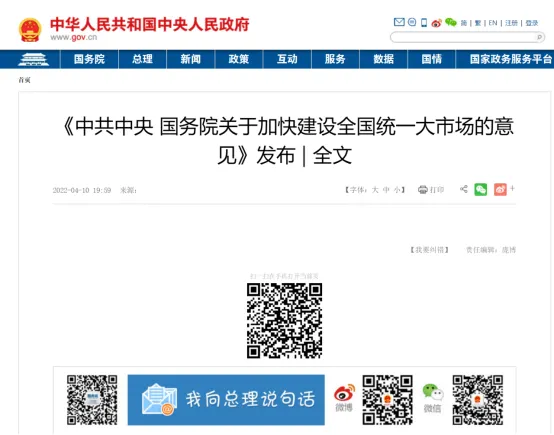 中华人民共和国中央人民政府
www.gov.cn
简 | 繁 | EN | 注册 | 登录
国务院 总理 新闻 政策 互动 服务 数据 国情 国家政务服务平台
首页
《中共中央 国务院关于加快建设全国统一大市场的意
见》发布 | 全文
2022-04-10 19:59 来源：
【字体：大 中 小】 打印
【我要纠错】 责任编辑：庞博
扫一扫在手机打开当前页
我向总理说句话
微博
微信